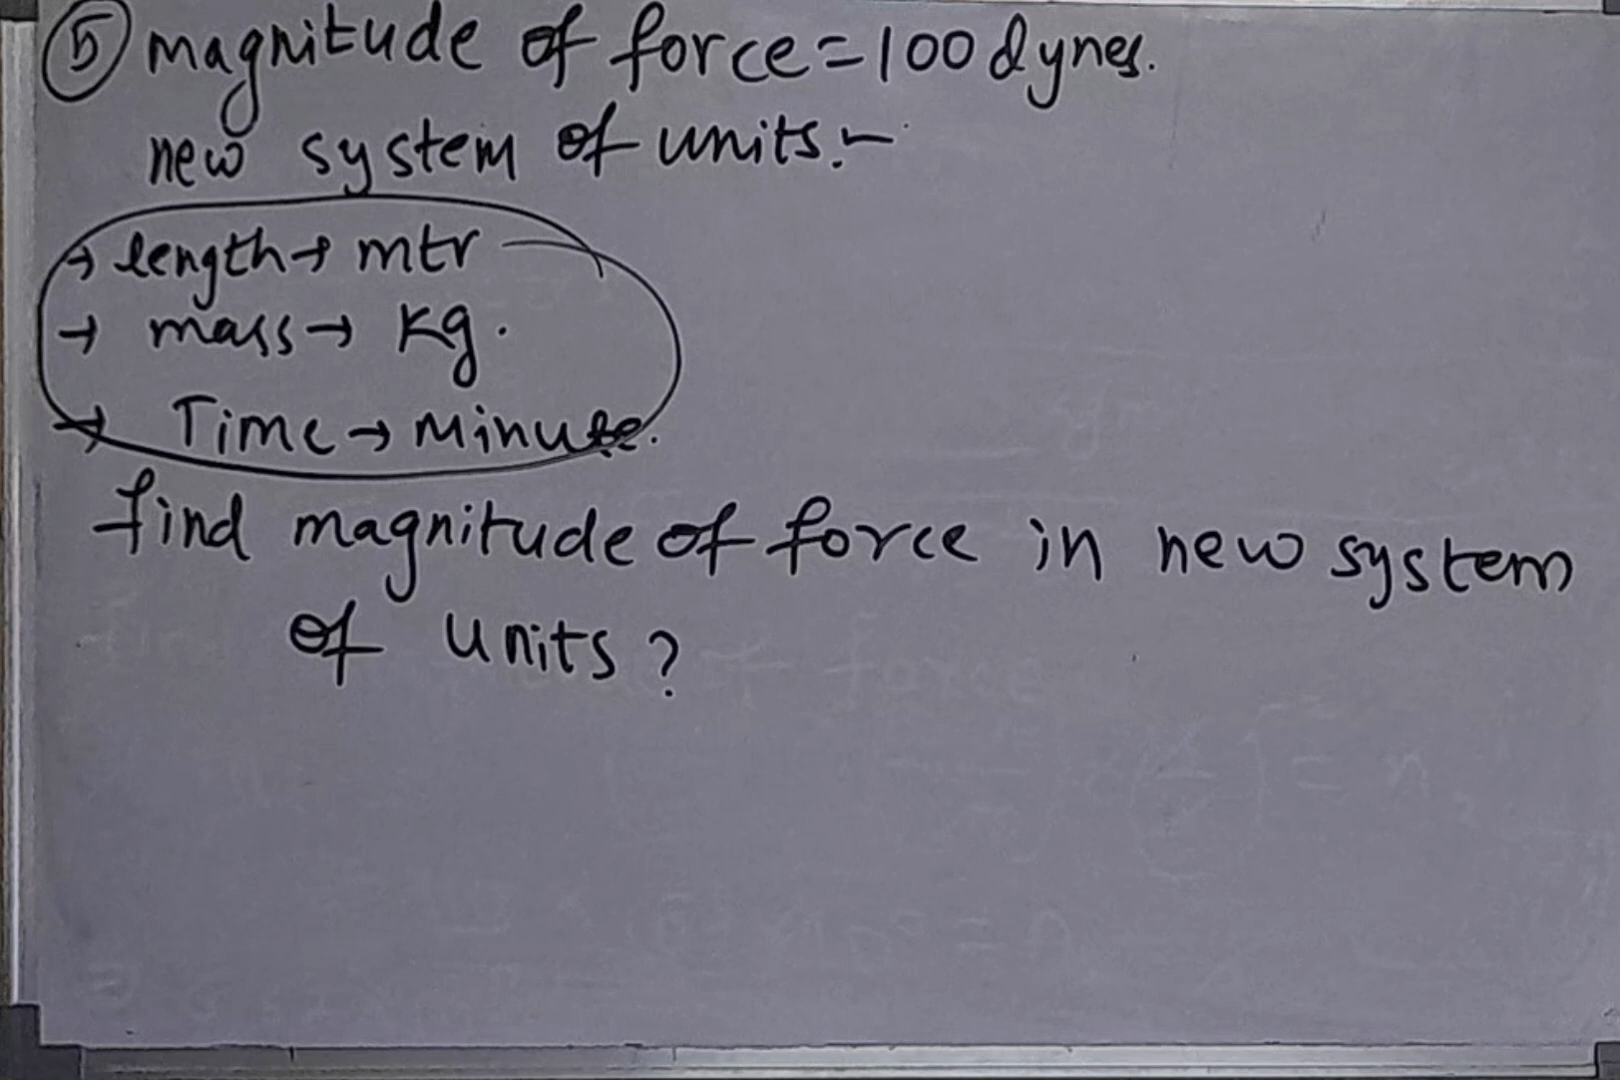 ⑤ magnitude of force = 100 dynes.
new system of units :-
→ length → mtr
→ mass → Kg.
→ Time → Minute.
find magnitude of force in new system
of units ?